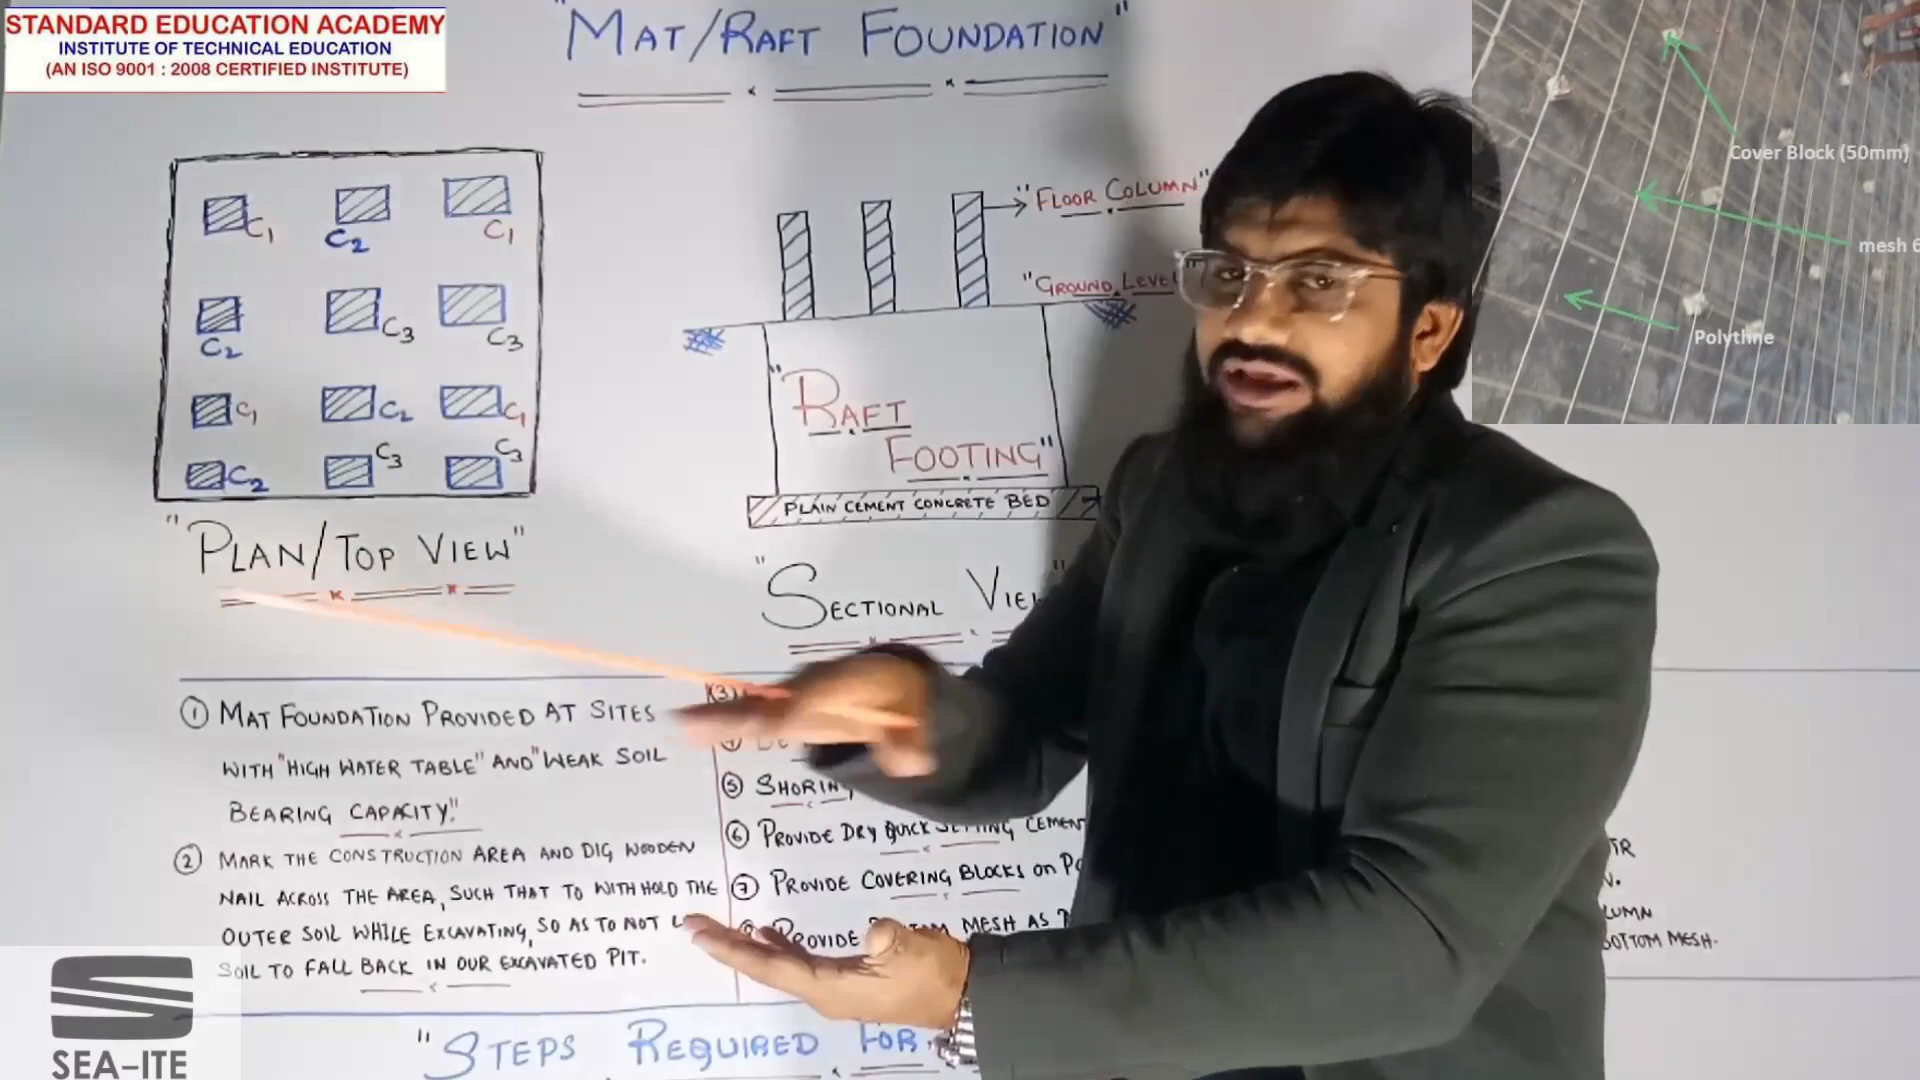 STANDARD EDUCATION ACADEMY
INSTITUTE OF TECHNICAL EDUCATION
(AN ISO 9001 : 2008 CERTIFIED INSTITUTE)
"MAT/RAFT FOUNDATION"
C1 C2 C1
C2 C3 C3
C1 C2 C1
C2 C3 C3
"PLAN/TOP VIEW"
"FLOOR COLUMN"
"GROUND LEVEL"
"RAFT
FOOTING"
PLAIN CEMENT CONCRETE BED
"SECTIONAL
Cover Block (50mm)
mesh
Polythne
① MAT FOUNDATION PROVIDED AT SITES
WITH "HIGH WATER TABLE" AND "WEAK SOIL
BEARING CAPACITY."
② MARK THE CONSTRUCTION AREA AND DIG WOODEN
NAIL ACROSS THE AREA, SUCH THAT TO WITHHOLD THE
OUTER SOIL WHILE EXCAVATING, SO AS TO NOT
SOIL TO FALL BACK IN OUR EXCAVATED PIT.
(3)
⑤ SHORING
⑥ PROVIDE DRY QUICK SETTING CEMENT
⑦ PROVIDE COVERING BLOCKS ON
PROVIDE BOTTOM MESH AS
BOTTOM MESH.
"STEPS REQUIRED FOR
SEA–ITE